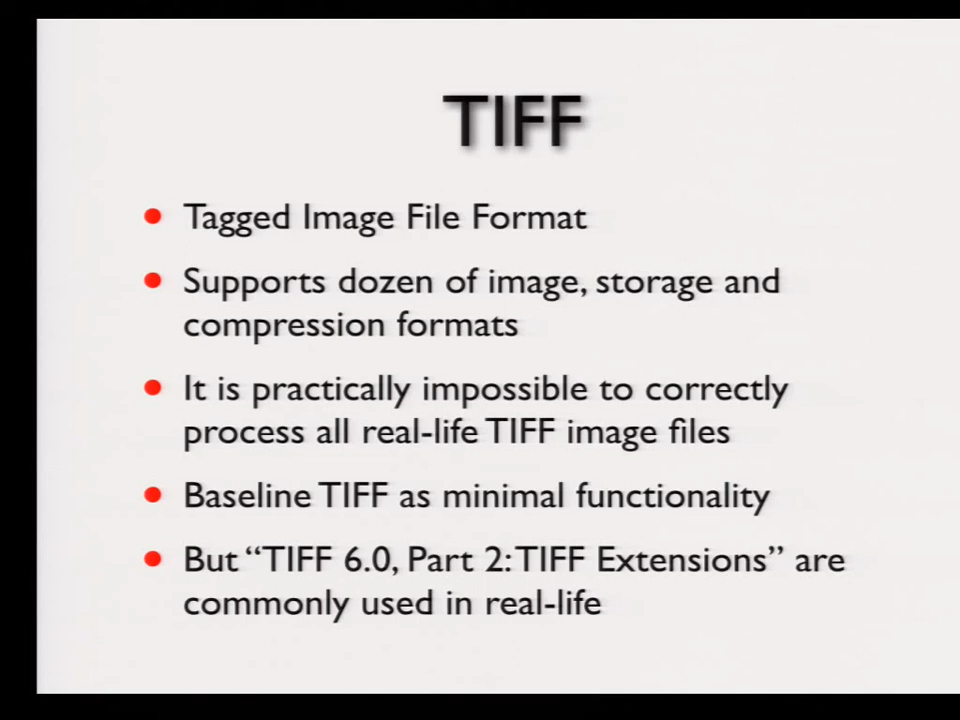 TIFF
• Tagged Image File Format
• Supports dozen of image, storage and
compression formats
• It is practically impossible to correctly
process all real-life TIFF image files
• Baseline TIFF as minimal functionality
• But “TIFF 6.0, Part 2: TIFF Extensions” are
commonly used in real-life